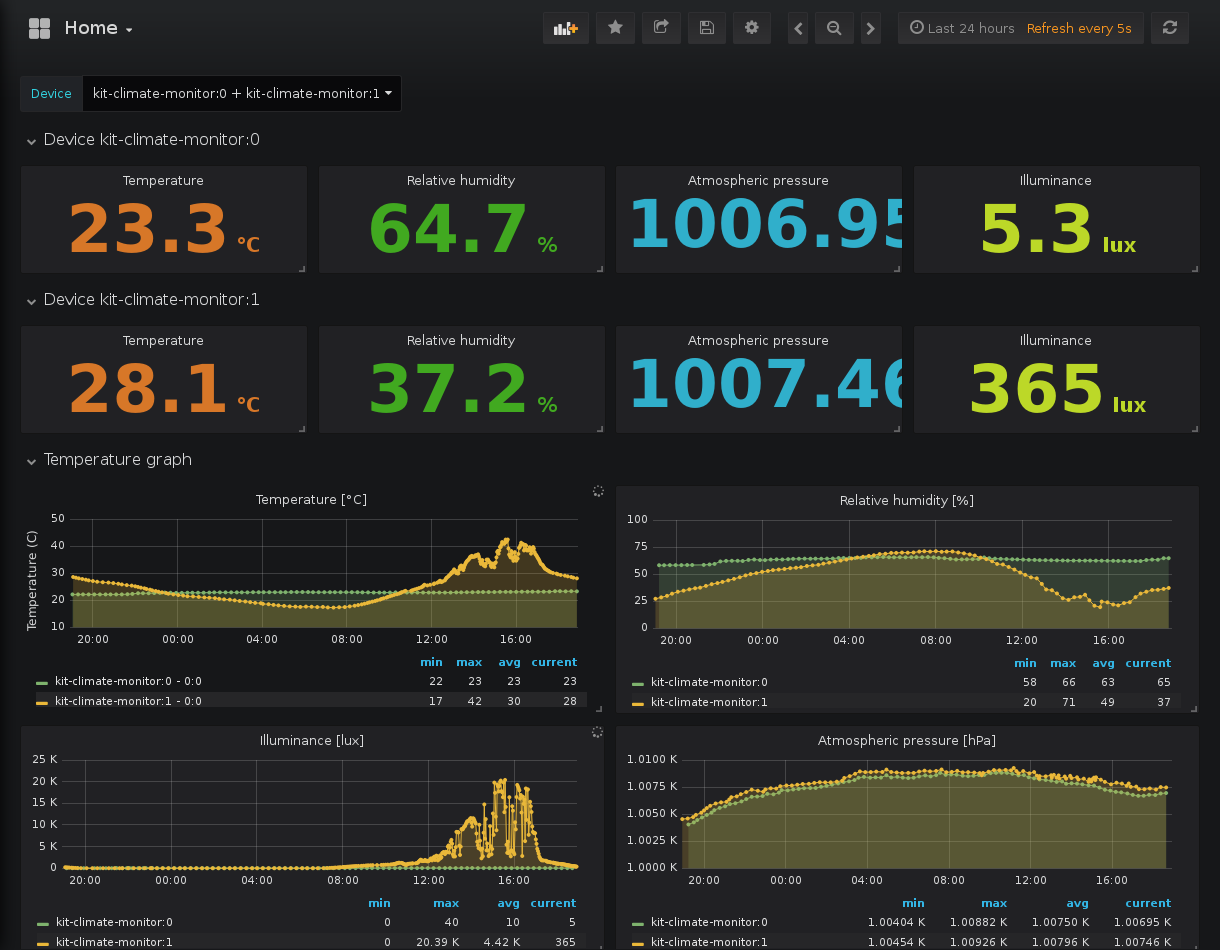 Home
Last 24 hours Refresh every 5s
Device kit-climate-monitor:0 + kit-climate-monitor:1
Device kit-climate-monitor:0
Temperature Relative humidity Atmospheric pressure Illuminance
23.3 °C 64.7 % 1006.95 5.3 lux
Device kit-climate-monitor:1
Temperature Relative humidity Atmospheric pressure Illuminance
28.1 °C 37.2 % 1007.46 365 lux
Temperature graph
Temperature [°C]
Temperature (C)
50
40
30
20
10
20:00 00:00 04:00 08:00 12:00 16:00
min max avg current
kit-climate-monitor:0 - 0:0 22 23 23 23
kit-climate-monitor:1 - 0:0 17 42 30 28
Relative humidity [%]
100
75
50
25
0
20:00 00:00 04:00 08:00 12:00 16:00
min max avg current
kit-climate-monitor:0 58 66 63 65
kit-climate-monitor:1 20 71 49 37
Illuminance [lux]
25 K
20 K
15 K
10 K
5 K
0
20:00 00:00 04:00 08:00 12:00 16:00
min max avg current
kit-climate-monitor:0 0 40 10 5
kit-climate-monitor:1 0 20.39 K 4.42 K 365
Atmospheric pressure [hPa]
1.0100 K
1.0075 K
1.0050 K
1.0025 K
1.0000 K
20:00 00:00 04:00 08:00 12:00 16:00
min max avg current
kit-climate-monitor:0 1.00404 K 1.00882 K 1.00750 K 1.00695 K
kit-climate-monitor:1 1.00454 K 1.00926 K 1.00796 K 1.00746 K